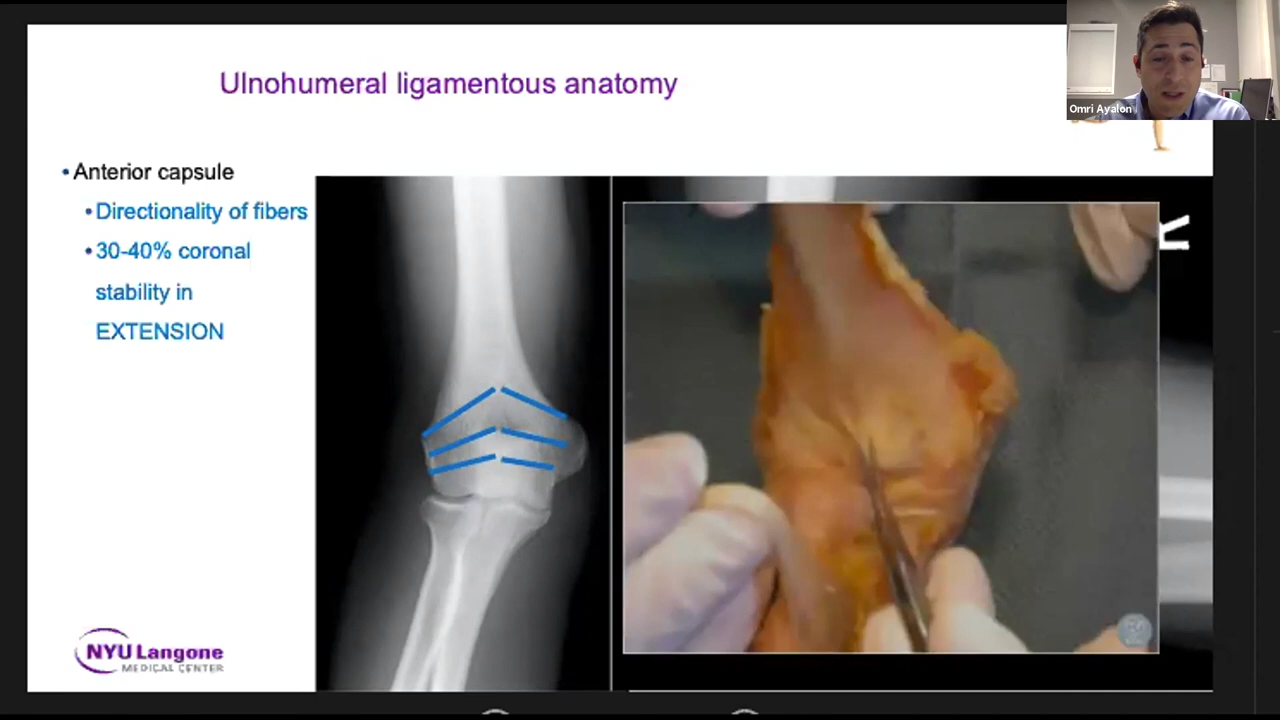 Ulnohumeral ligamentous anatomy
Omri Ayalon
• Anterior capsule
• Directionality of fibers
• 30-40% coronal
stability in
EXTENSION
NYU Langone
MEDICAL CENTER